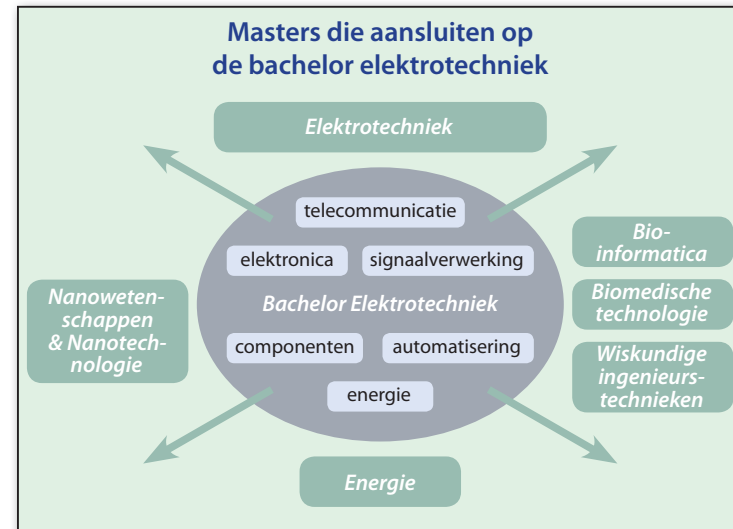 Masters die aansluiten op
de bachelor elektrotechniek
Elektrotechniek
telecommunicatie
elektronica
signaalverwerking
Bachelor Elektrotechniek
componenten
automatisering
energie
Nanoweten-
schappen
& Nanotech-
nologie
Bio-
informatica
Biomedische
technologie
Wiskundige
ingenieurs-
technieken
Energie